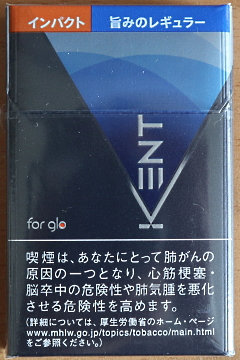 インパクト 旨みのレギュラー
KENT
for glo
喫煙は、あなたにとって肺がんの
原因の一つとなり、心筋梗塞・
脳卒中の危険性や肺気腫を悪化
させる危険性を高めます。
(詳細については、厚生労働省のホーム・ページ
www.mhlw.go.jp/topics/tobacco/main.html
をご参照ください。)